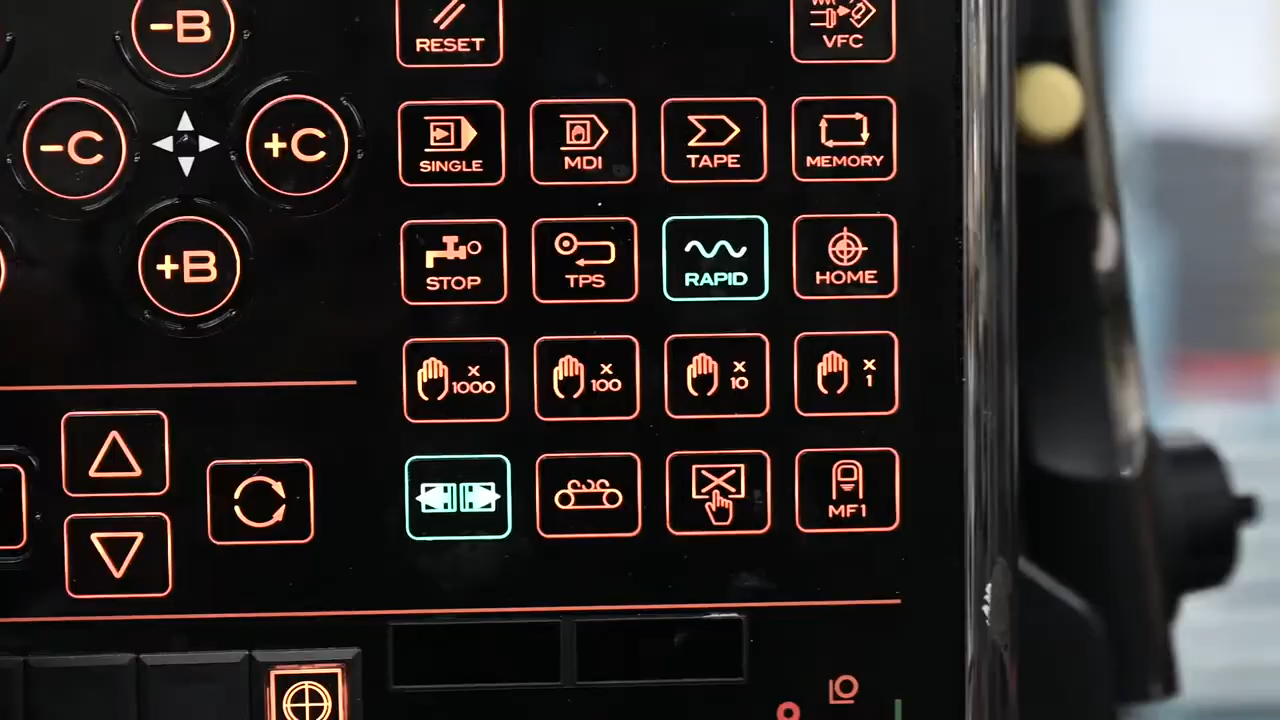 -B
RESET
VFC
-C
+C
SINGLE
MDI
TAPE
MEMORY
+B
STOP
TPS
RAPID
HOME
x 1000
x 100
x 10
x 1
MF1